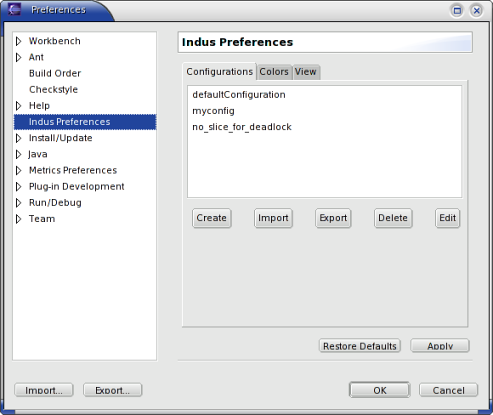 Preferences
Workbench
Ant
Build Order
Checkstyle
Help
Indus Preferences
Install/Update
Java
Metrics Preferences
Plug-in Development
Run/Debug
Team
Indus Preferences
Configurations Colors View
defaultConfiguration
myconfig
no_slice_for_deadlock
Create Import Export Delete Edit
Restore Defaults Apply
Import... Export... OK Cancel